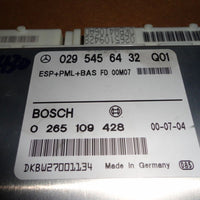 029 545 64 32 Q01
ESP+PML+BAS FD 00M07
BOSCH
0 265 109 428
00-07-04
DKBW27001134
Made in Germany